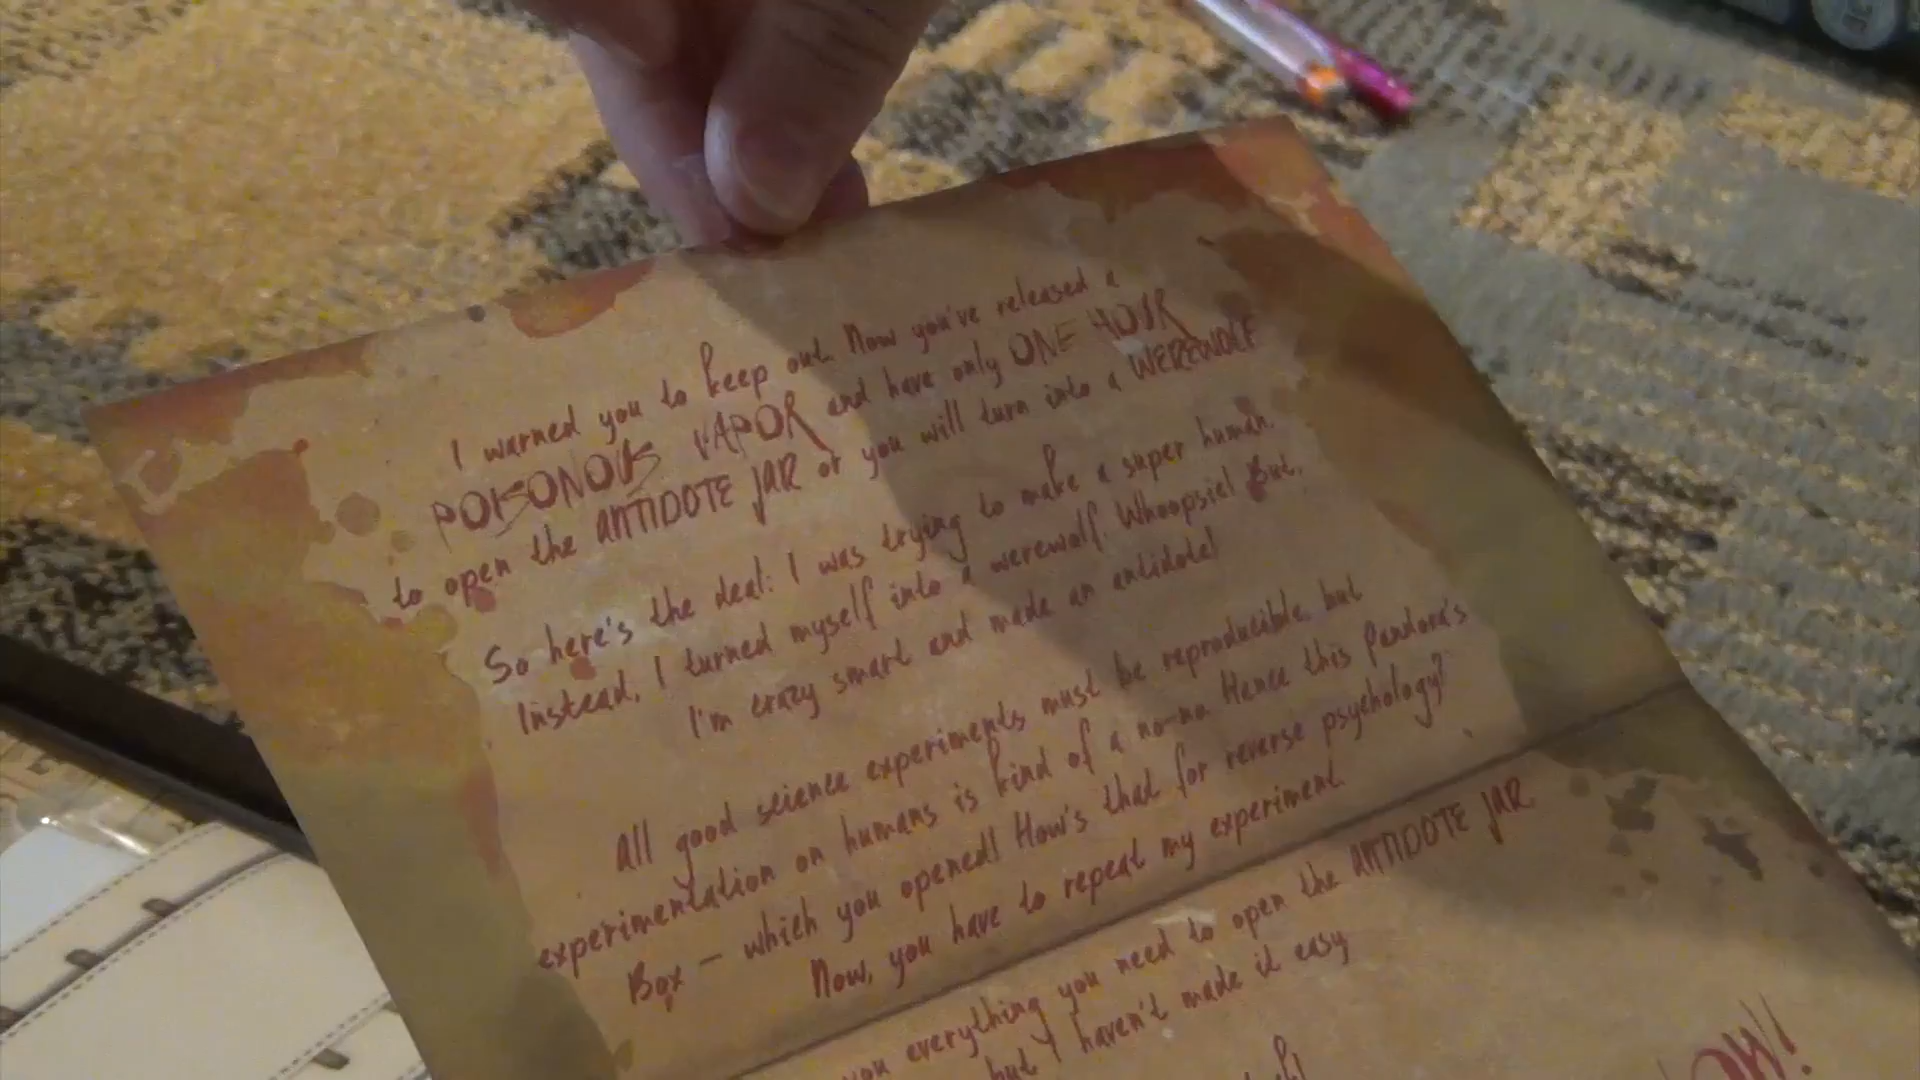 I warned you to keep out. Now you've released a
POISONOUS VAPOR and have only ONE HOUR
to open the ANTIDOTE JAR or you will turn into a WEREWOLF
So here's the deal: I was trying to make a super human.
Instead, I turned myself into a werewolf. Whoopsie! But,
I'm crazy smart and made an antidote!
All good science experiments must be reproducible, but
experimentation on humans is kind of a no-no. Hence this Pandora's
Box – which you opened! How's that for reverse psychology?
Now, you have to repeat my experiment.
you everything you need to open the ANTIDOTE JAR.
but I haven't made it easy